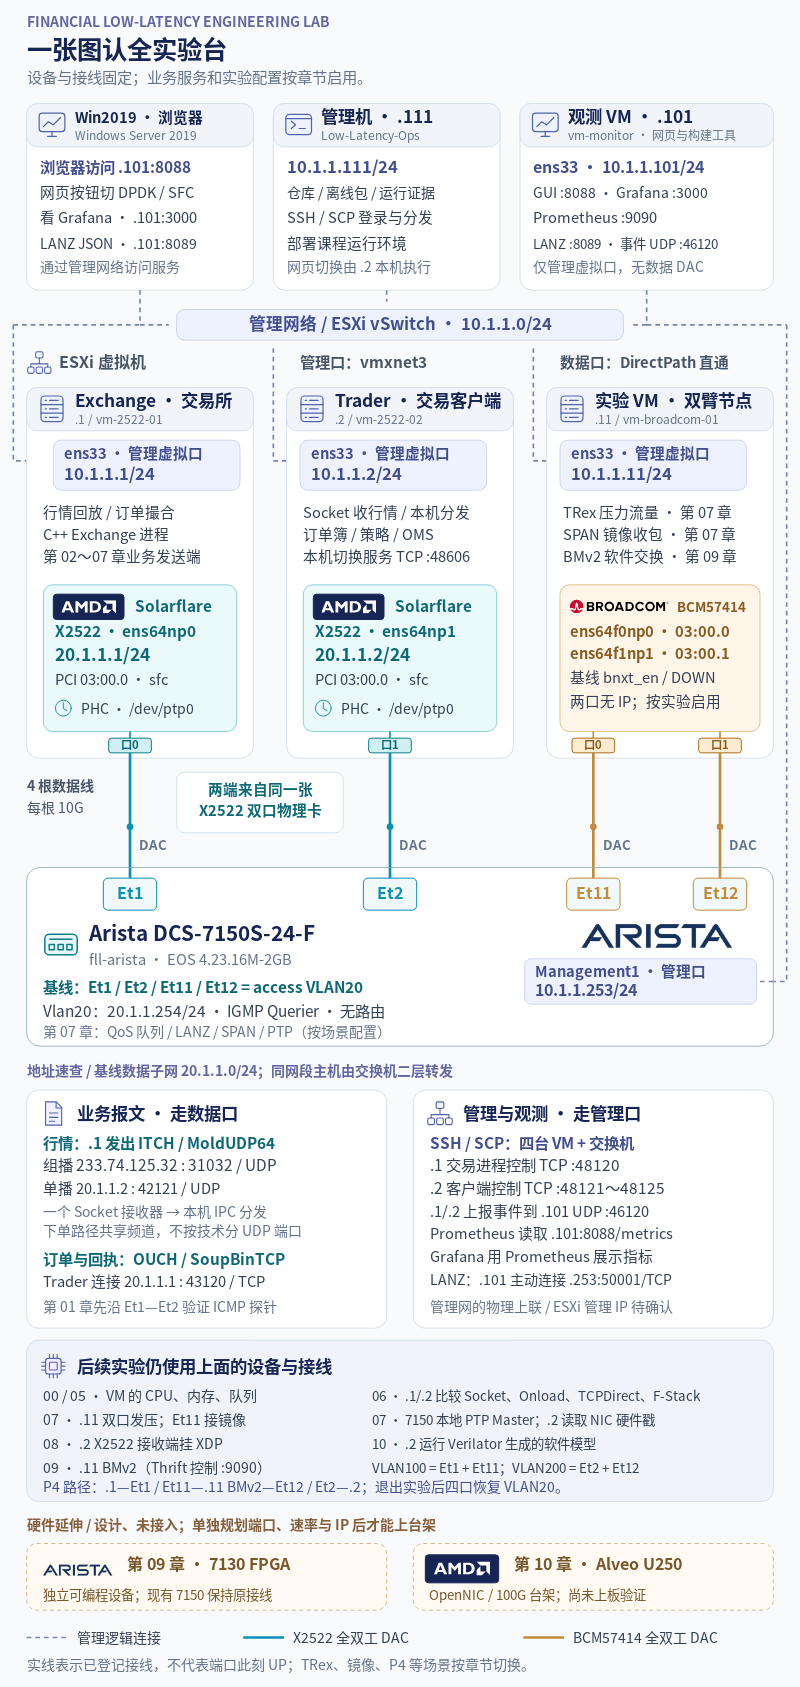 FINANCIAL LOW-LATENCY ENGINEERING LAB
一张图认全实验台
设备与接线固定；业务服务和实验配置按章节启用。
Win2019 · 浏览器
Windows Server 2019
浏览器访问 .101:8088
网页按钮切 DPDK / SFC
看 Grafana · .101:3000
LANZ JSON · .101:8089
通过管理网络访问服务
管理机 · .111
Low-Latency-Ops
10.1.1.111/24
仓库 / 离线包 / 运行证据
SSH / SCP 登录与分发
部署课程运行环境
网页切换由 .2 本机执行
观测 VM · .101
vm-monitor · 网页与构建工具
ens33 · 10.1.1.101/24
GUI :8088 · Grafana :3000
Prometheus :9090
LANZ :8089 · 事件 UDP :46120
仅管理虚拟口，无数据 DAC
管理网络 / ESXi vSwitch · 10.1.1.0/24
ESXi 虚拟机
管理口：vmxnet3
数据口：DirectPath 直通
Exchange · 交易所
.1 / vm-2522-01
ens33 · 管理虚拟口
10.1.1.1/24
行情回放 / 订单撮合
C++ Exchange 进程
第 02～07 章业务发送端
AMD Solarflare
X2522 · ens64np0
20.1.1.1/24
PCI 03:00.0 · sfc
PHC · /dev/ptp0
口0
Trader · 交易客户端
.2 / vm-2522-02
ens33 · 管理虚拟口
10.1.1.2/24
Socket 收行情 / 本机分发
订单簿 / 策略 / OMS
本机切换服务 TCP :48606
AMD Solarflare
X2522 · ens64np1
20.1.1.2/24
PCI 03:00.0 · sfc
PHC · /dev/ptp0
口1
实验 VM · 双臂节点
.11 / vm-broadcom-01
ens33 · 管理虚拟口
10.1.1.11/24
TRex 压力流量 · 第 07 章
SPAN 镜像收包 · 第 07 章
BMv2 软件交换 · 第 09 章
BROADCOM BCM57414
ens64f0np0 · 03:00.0
ens64f1np1 · 03:00.1
基线 bnxt_en / DOWN
两口无 IP；按实验启用
口0
口1
4 根数据线
每根 10G
两端来自同一张
X2522 双口物理卡
DAC
DAC
DAC
DAC
Et1
Et2
Et11
Et12
Arista DCS-7150S-24-F
fll-arista · EOS 4.23.16M-2GB
ARISTA
基线：Et1 / Et2 / Et11 / Et12 = access VLAN20
Vlan20：20.1.1.254/24 · IGMP Querier · 无路由
第 07 章：QoS 队列 / LANZ / SPAN / PTP（按场景配置）
Management1 · 管理口
10.1.1.253/24
地址速查 / 基线数据子网 20.1.1.0/24；同网段主机由交换机二层转发
业务报文 · 走数据口
行情：.1 发出 ITCH / MoldUDP64
组播 233.74.125.32 : 31032 / UDP
单播 20.1.1.2 : 42121 / UDP
一个 Socket 接收器 → 本机 IPC 分发
下单路径共享频道，不按技术分 UDP 端口
订单与回执：OUCH / SoupBinTCP
Trader 连接 20.1.1.1 : 43120 / TCP
第 01 章先沿 Et1—Et2 验证 ICMP 探针
管理与观测 · 走管理口
SSH / SCP：四台 VM + 交换机
.1 交易进程控制 TCP :48120
.2 客户端控制 TCP :48121～48125
.1/.2 上报事件到 .101 UDP :46120
Prometheus 读取 .101:8088/metrics
Grafana 用 Prometheus 展示指标
LANZ：.101 主动连接 .253:50001/TCP
管理网的物理上联 / ESXi 管理 IP 待确认
后续实验仍使用上面的设备与接线
00 / 05 · VM 的 CPU、内存、队列
06 · .1/.2 比较 Socket、Onload、TCPDirect、F-Stack
07 · .11 双口发压；Et11 接镜像
07 · 7150 本地 PTP Master；.2 读取 NIC 硬件戳
08 · .2 X2522 接收端挂 XDP
10 · .2 运行 Verilator 生成的软件模型
09 · .11 BMv2（Thrift 控制 :9090）
VLAN100 = Et1 + Et11；VLAN200 = Et2 + Et12
P4 路径：.1—Et1 / Et11—.11 BMv2—Et12 / Et2—.2；退出实验后四口恢复 VLAN20。
硬件延伸 / 设计、未接入；单独规划端口、速率与 IP 后才能上台架
ARISTA 第 09 章 · 7130 FPGA
独立可编程设备；现有 7150 保持原接线
AMD 第 10 章 · Alveo U250
OpenNIC / 100G 台架；尚未上板验证
管理逻辑连接
X2522 全双工 DAC
BCM57414 全双工 DAC
实线表示已登记接线，不代表端口此刻 UP；TRex、镜像、P4 等场景按章节切换。